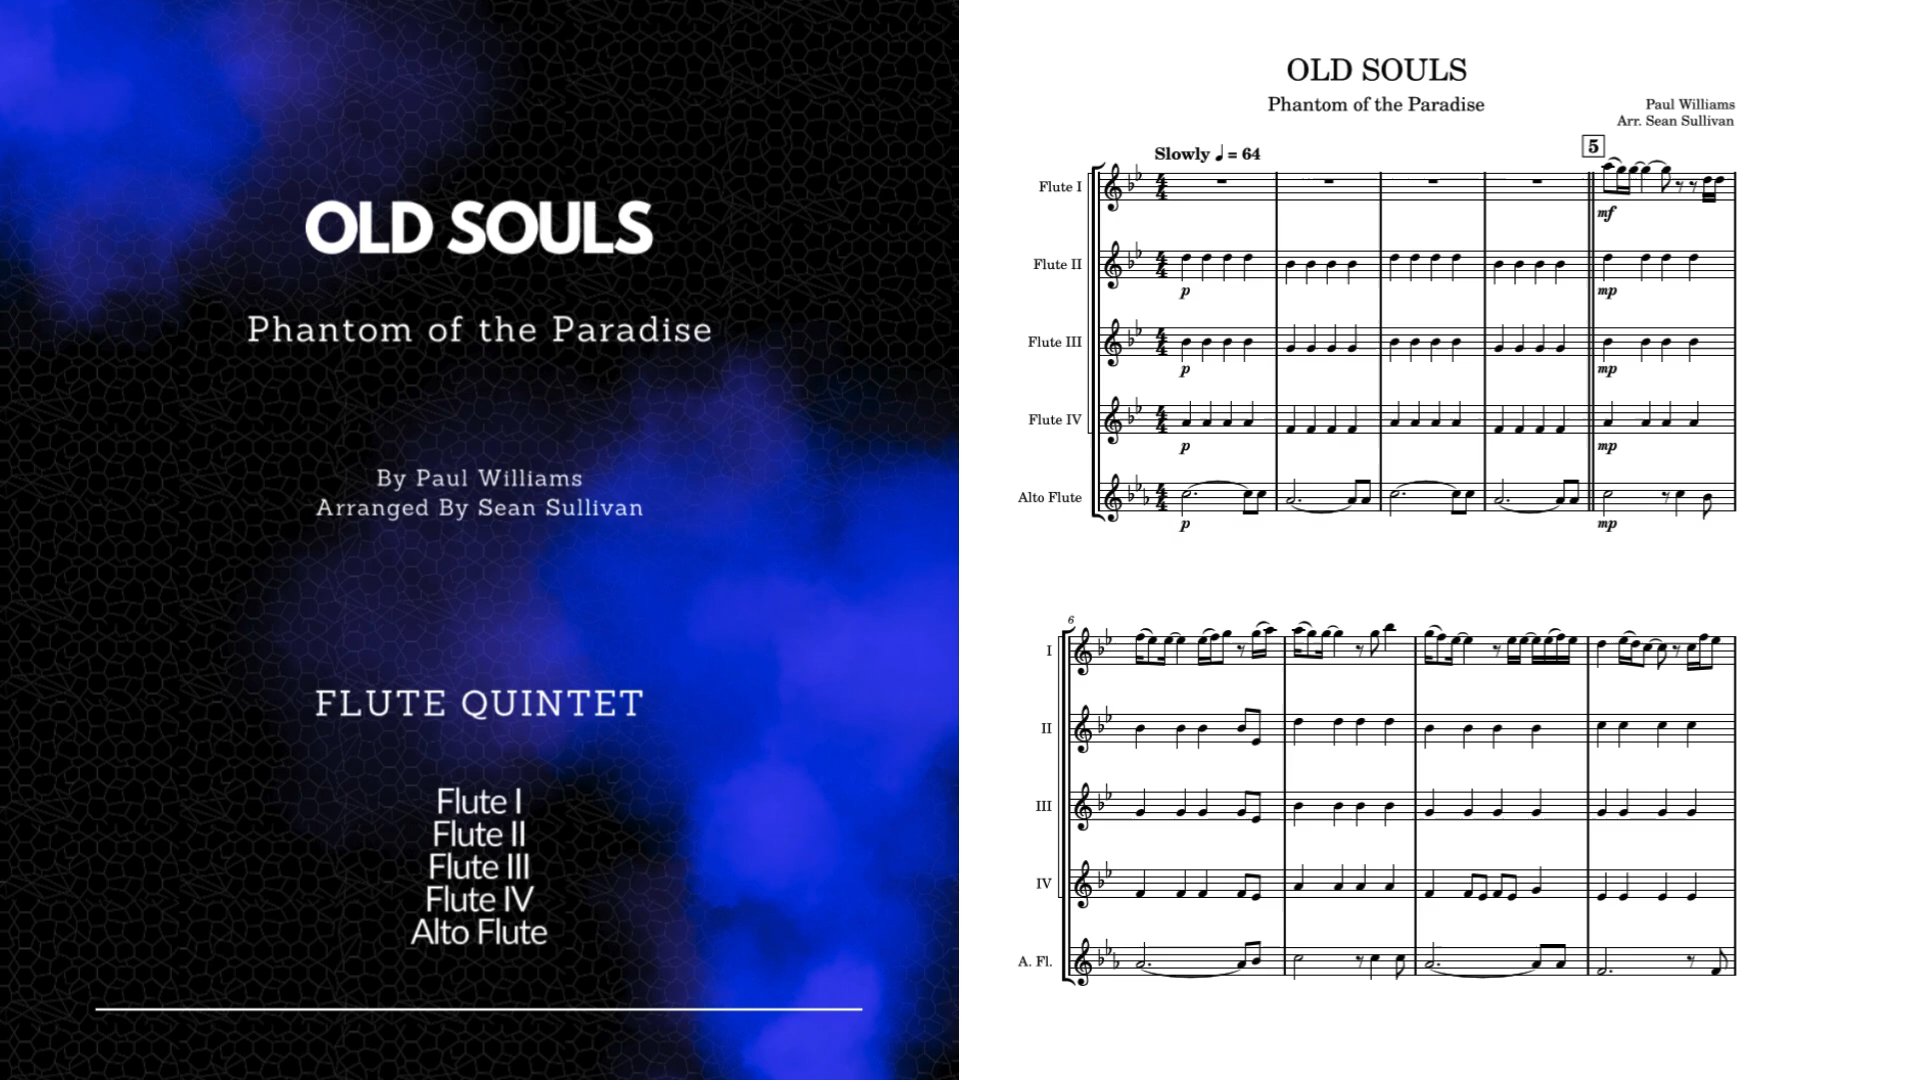 OLD SOULS
Phantom of the Paradise
By Paul Williams
Arranged By Sean Sullivan
FLUTE QUINTET
Flute I
Flute II
Flute III
Flute IV
Alto Flute
OLD SOULS
Phantom of the Paradise
Paul Williams
Arr. Sean Sullivan
Slowly ♩ = 64
5
Flute I
mf
Flute II
p mp
Flute III
p mp
Flute IV
p mp
Alto Flute
p mp
6
I
II
III
IV
A. Fl.